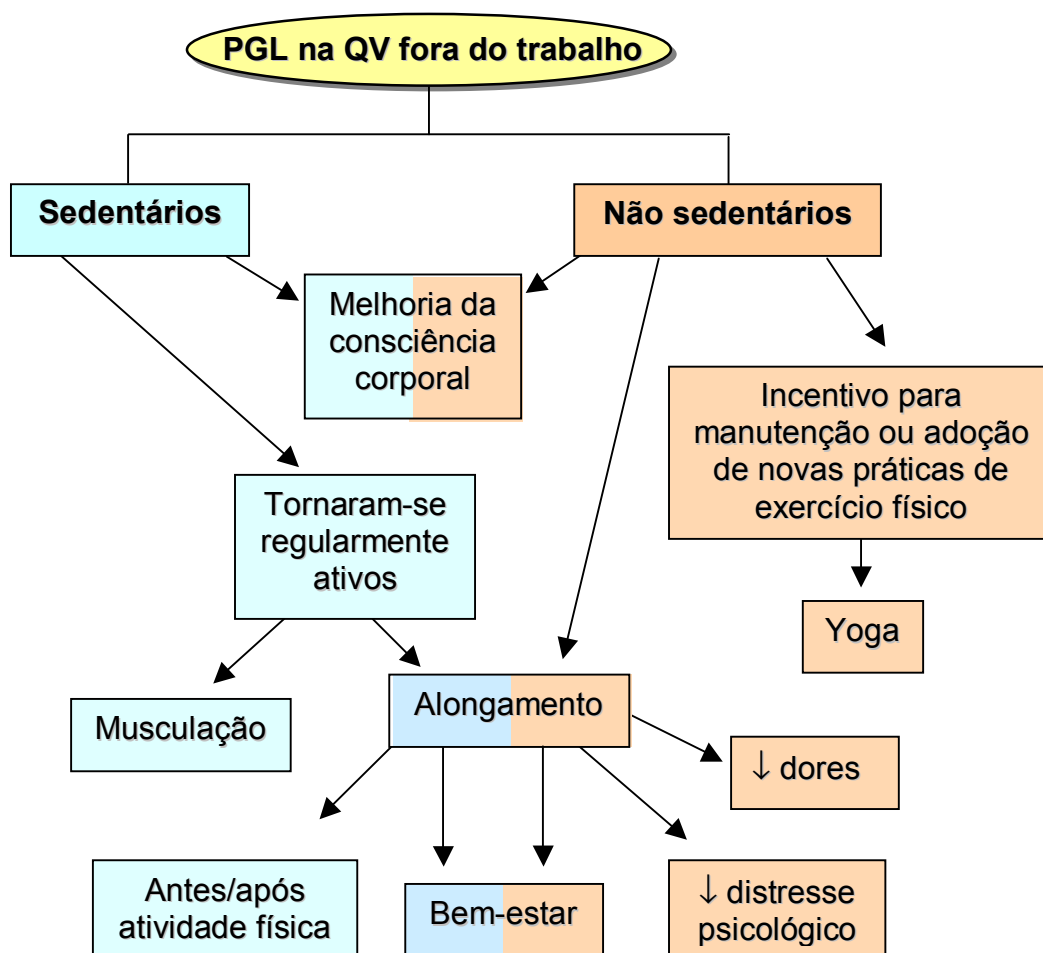 PGL na QV fora do trabalho
Sedentários
Não sedentários
Melhoria da
consciência
corporal
Incentivo para
manutenção ou adoção
de novas práticas de
exercício físico
Tornaram-se
regularmente
ativos
Yoga
Alongamento
Musculação
↓ dores
Antes/após
atividade física
Bem-estar
↓ distresse
psicológico